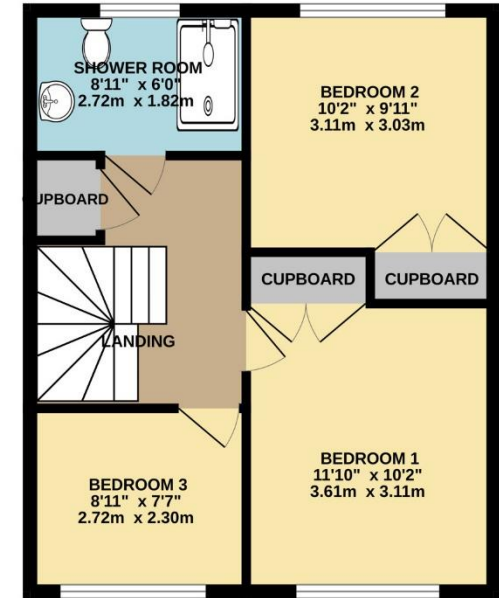 SHOWER ROOM
8'11" x 6'0"
2.72m x 1.82m
BEDROOM 2
10'2" x 9'11"
3.11m x 3.03m
UPBOARD
CUPBOARD
CUPBOARD
LANDING
BEDROOM 1
11'10" x 10'2"
3.61m x 3.11m
BEDROOM 3
8'11" x 7'7"
2.72m x 2.30m